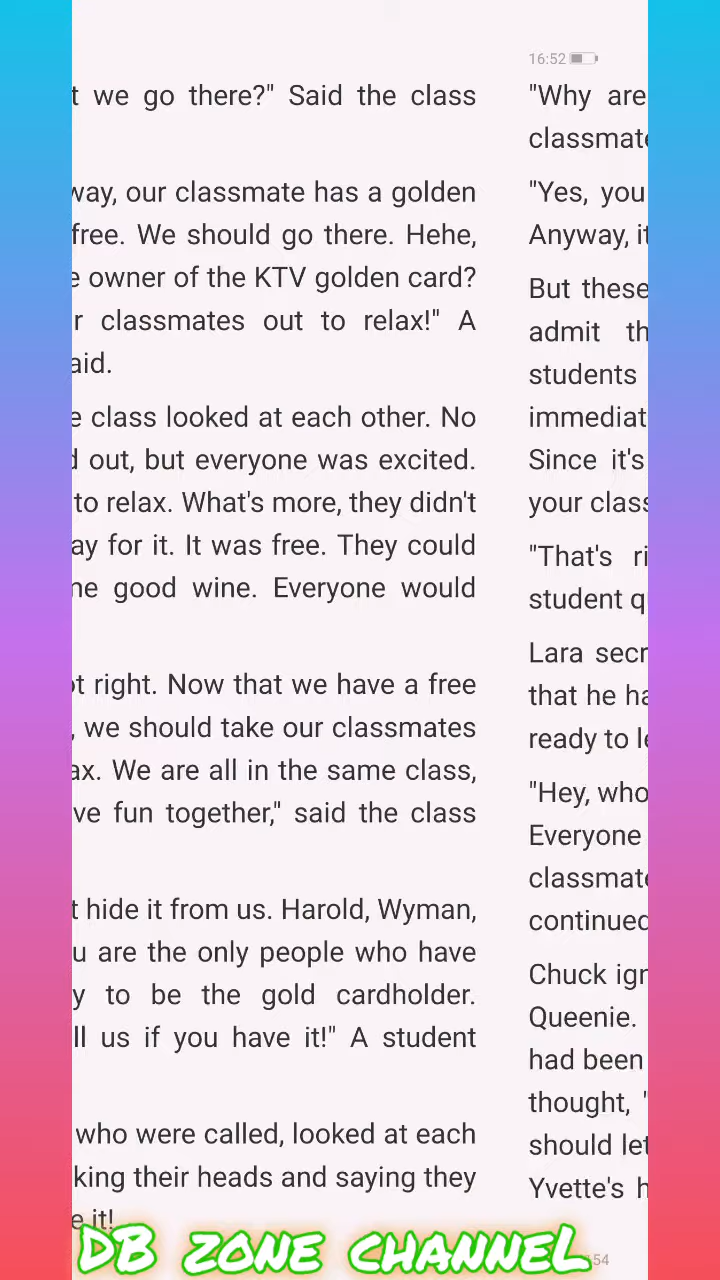 t we go there?" Said the class
way, our classmate has a golden
free. We should go there. Hehe,
e owner of the KTV golden card?
r classmates out to relax!" A
aid.
e class looked at each other. No
d out, but everyone was excited.
to relax. What's more, they didn't
ay for it. It was free. They could
ne good wine. Everyone would
ot right. Now that we have a free
, we should take our classmates
ax. We are all in the same class,
ve fun together," said the class
t hide it from us. Harold, Wyman,
u are the only people who have
y to be the gold cardholder.
ll us if you have it!" A student
who were called, looked at each
king their heads and saying they
e it!
16:52
"Why are
classmate
"Yes, you
Anyway, it
But these
admit th
students
immediat
Since it's
your class
"That's ri
student q
Lara secr
that he ha
ready to le
"Hey, who
Everyone
classmate
continued
Chuck ign
Queenie.
had been
thought, "
should let
Yvette's h
54
DB ZONE CHANNEL